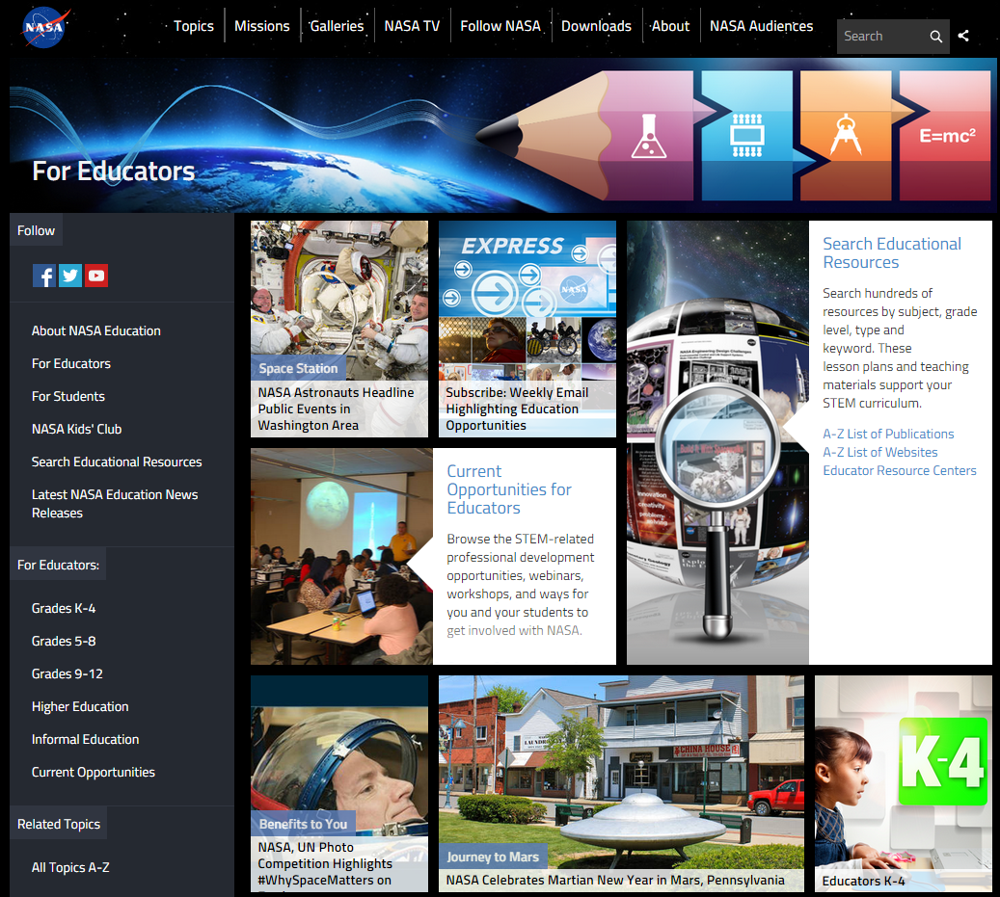 NASA
Topics
Missions
Galleries
NASA TV
Follow NASA
Downloads
About
NASA Audiences
Search
For Educators
E=mc²
Follow
About NASA Education
For Educators
For Students
NASA Kids' Club
Search Educational Resources
Latest NASA Education News
Releases
For Educators:
Grades K-4
Grades 5-8
Grades 9-12
Higher Education
Informal Education
Current Opportunities
Related Topics
All Topics A-Z
Space Station
NASA Astronauts Headline
Public Events in
Washington Area
EXPRESS
NASA
Subscribe: Weekly Email
Highlighting Education
Opportunities
innovation
creativity
Search Educational
Resources
Search hundreds of
resources by subject, grade
level, type and
keyword. These
lesson plans and teaching
materials support your
STEM curriculum.
A-Z List of Publications
A-Z List of Websites
Educator Resource Centers
Current
Opportunities for
Educators
Browse the STEM-related
professional development
opportunities, webinars,
workshops, and ways for
you and your students to
get involved with NASA.
Benefits to You
NASA, UN Photo
Competition Highlights
#WhySpaceMatters on
CHINA HOUSE
Journey to Mars
NASA Celebrates Martian New Year in Mars, Pennsylvania
K-4
Educators K-4